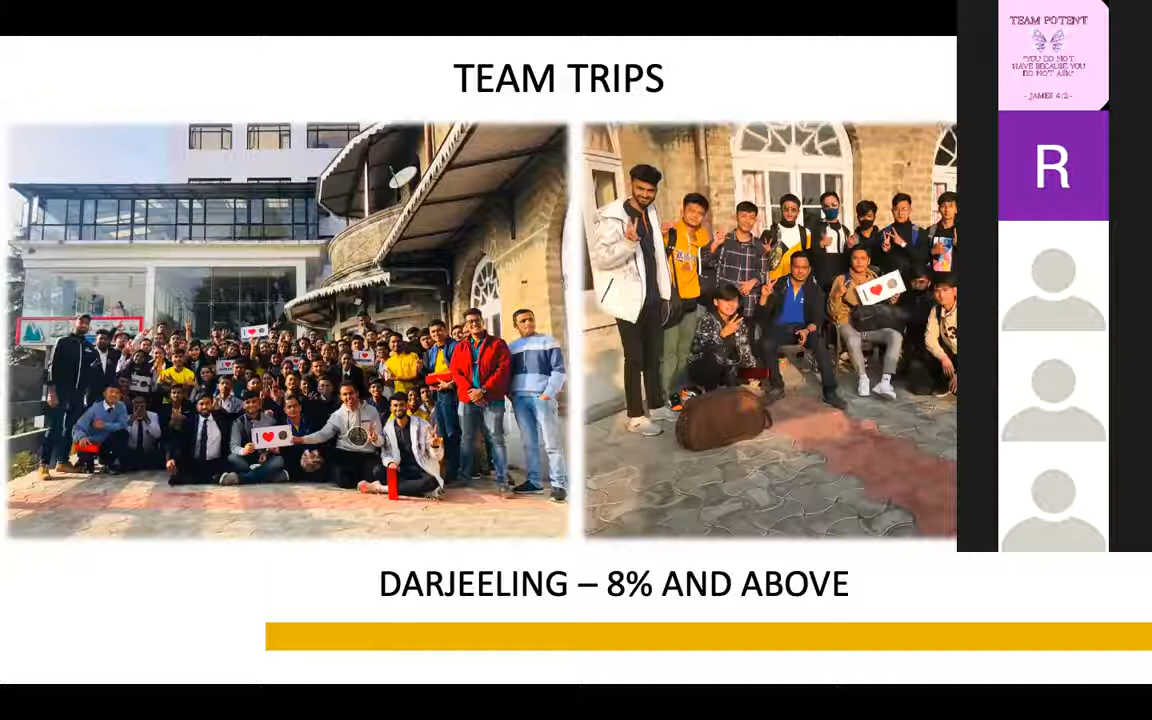 TEAM TRIPS
DARJEELING – 8% AND ABOVE
TEAM POTENT
"YOU DO NOT
HAVE BECAUSE YOU
DO NOT ASK"
- JAMES 4:2 -
R
I
I
I